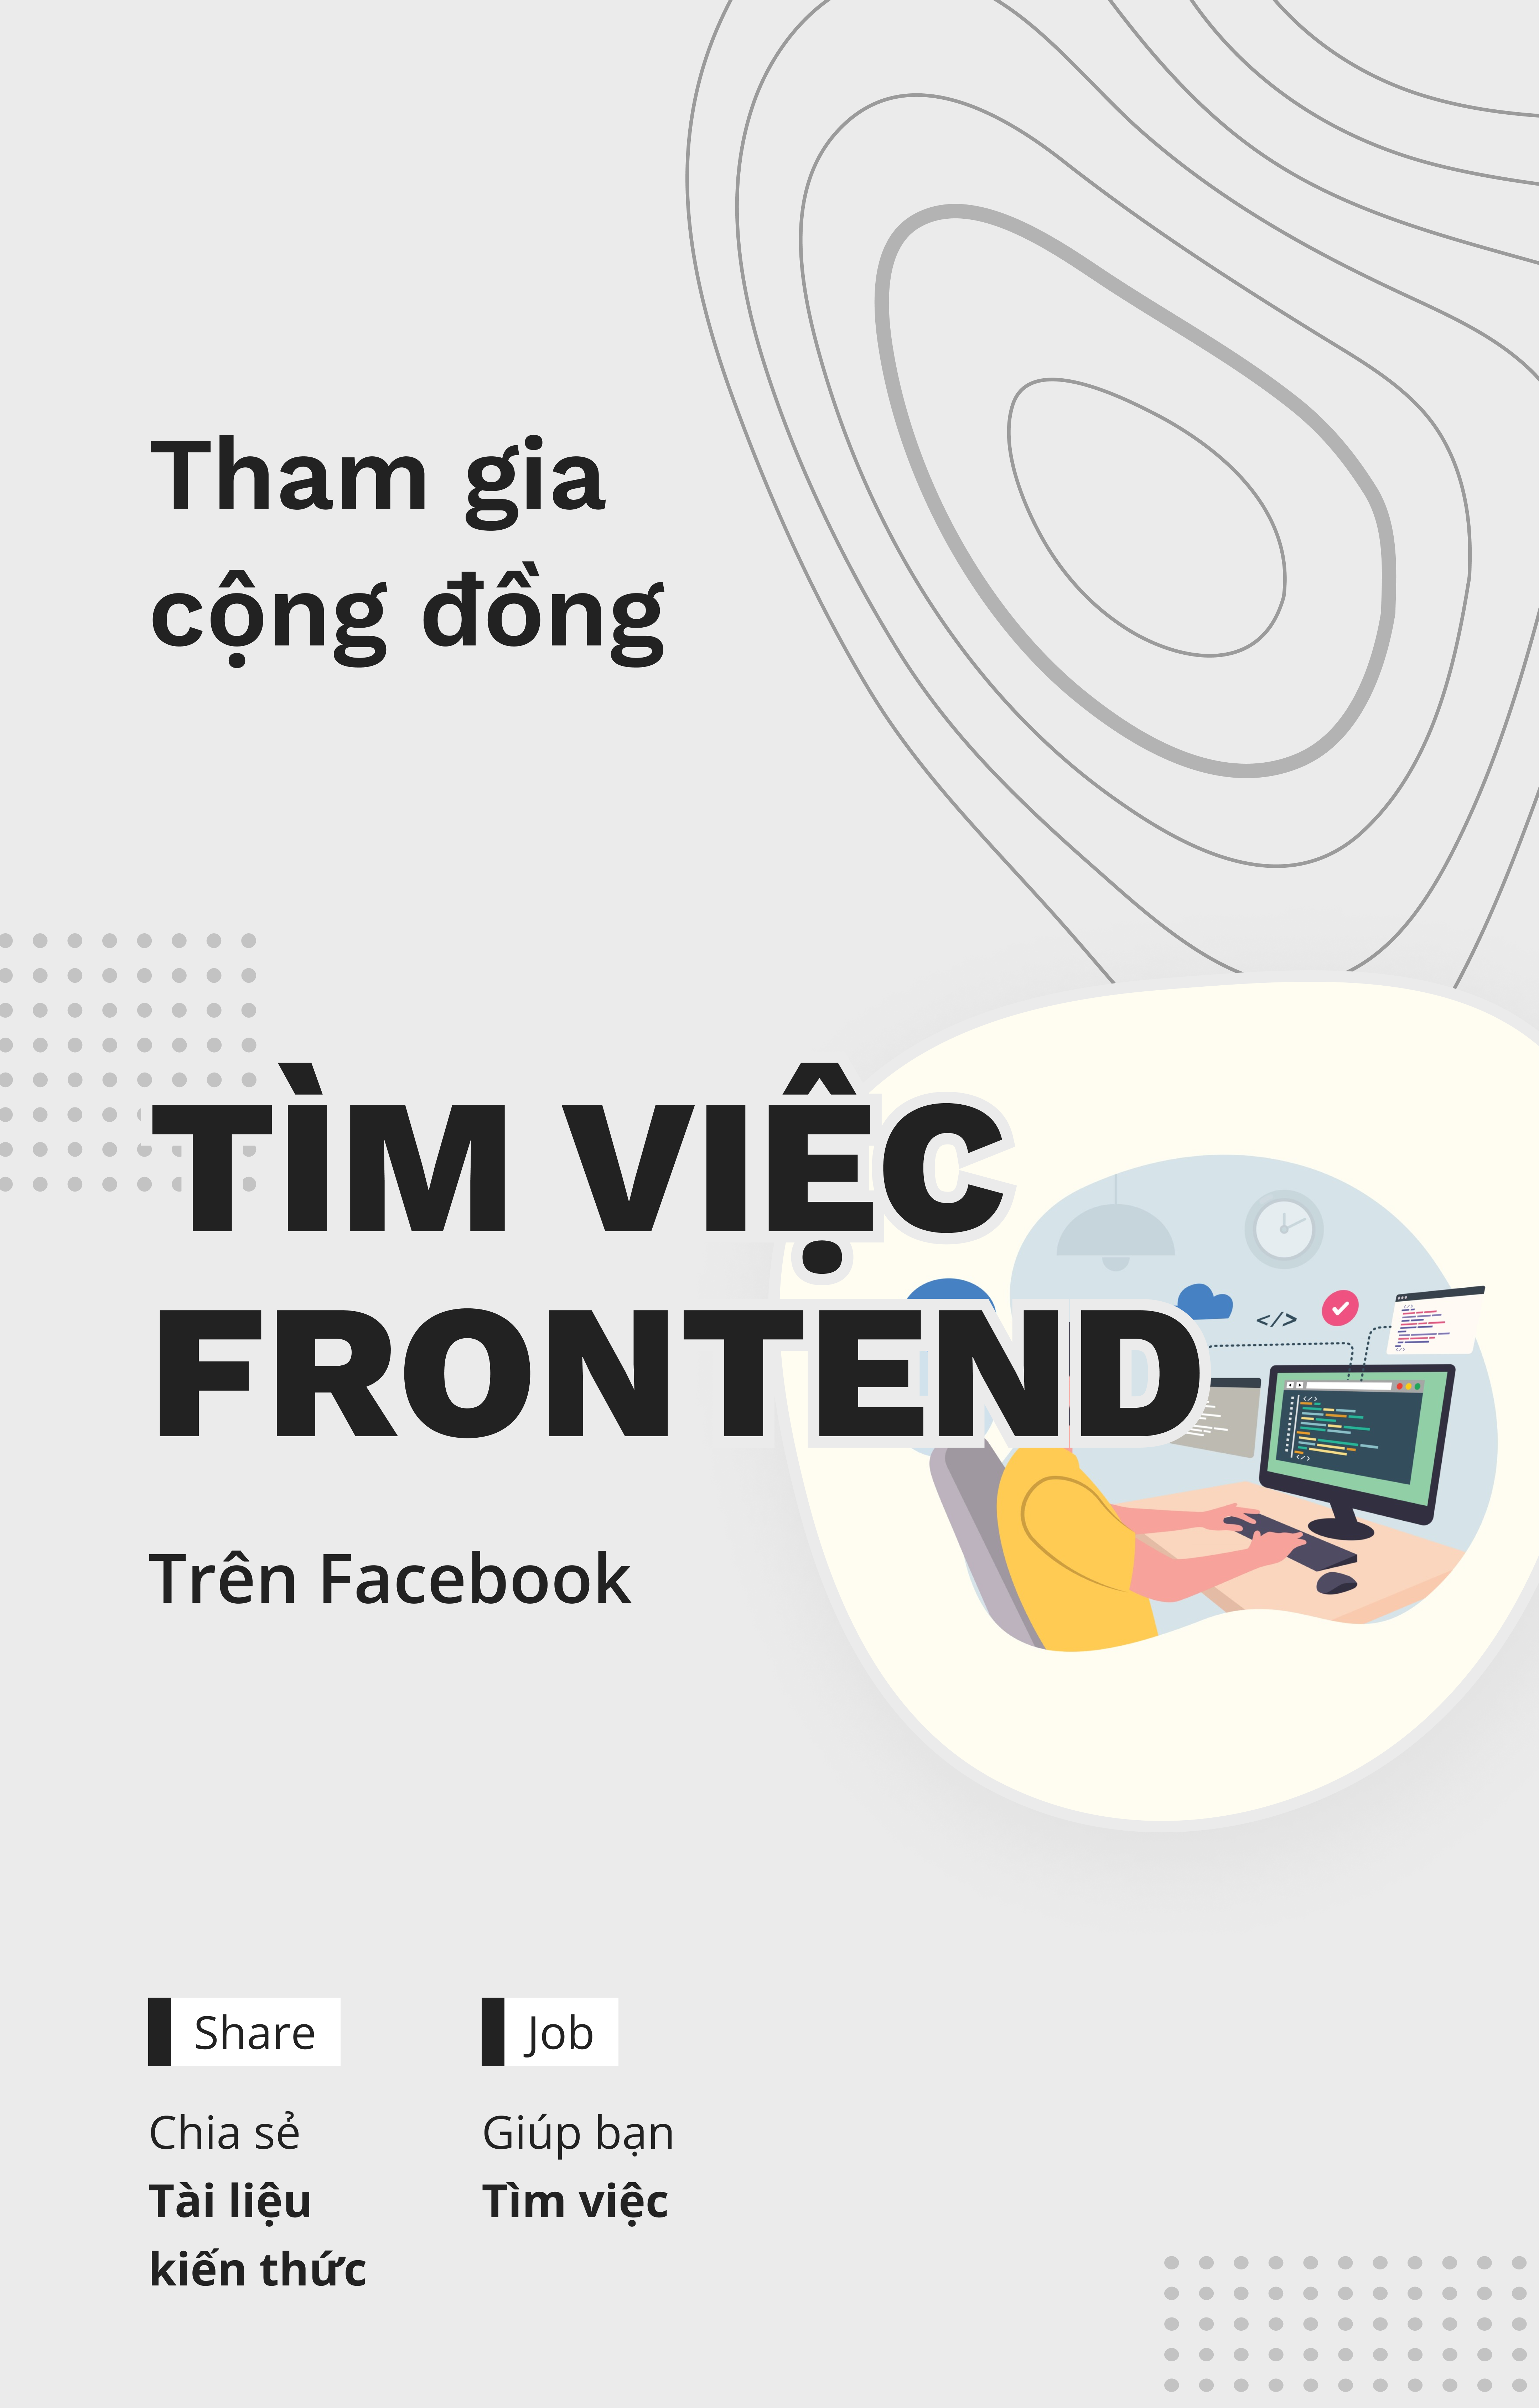 Tham gia
cộng đồng
TÌM VIỆC
FRONTEND
</>
Trên Facebook
Share
Chia sẻ
Tài liệu
kiến thức
Job
Giúp bạn
Tìm việc